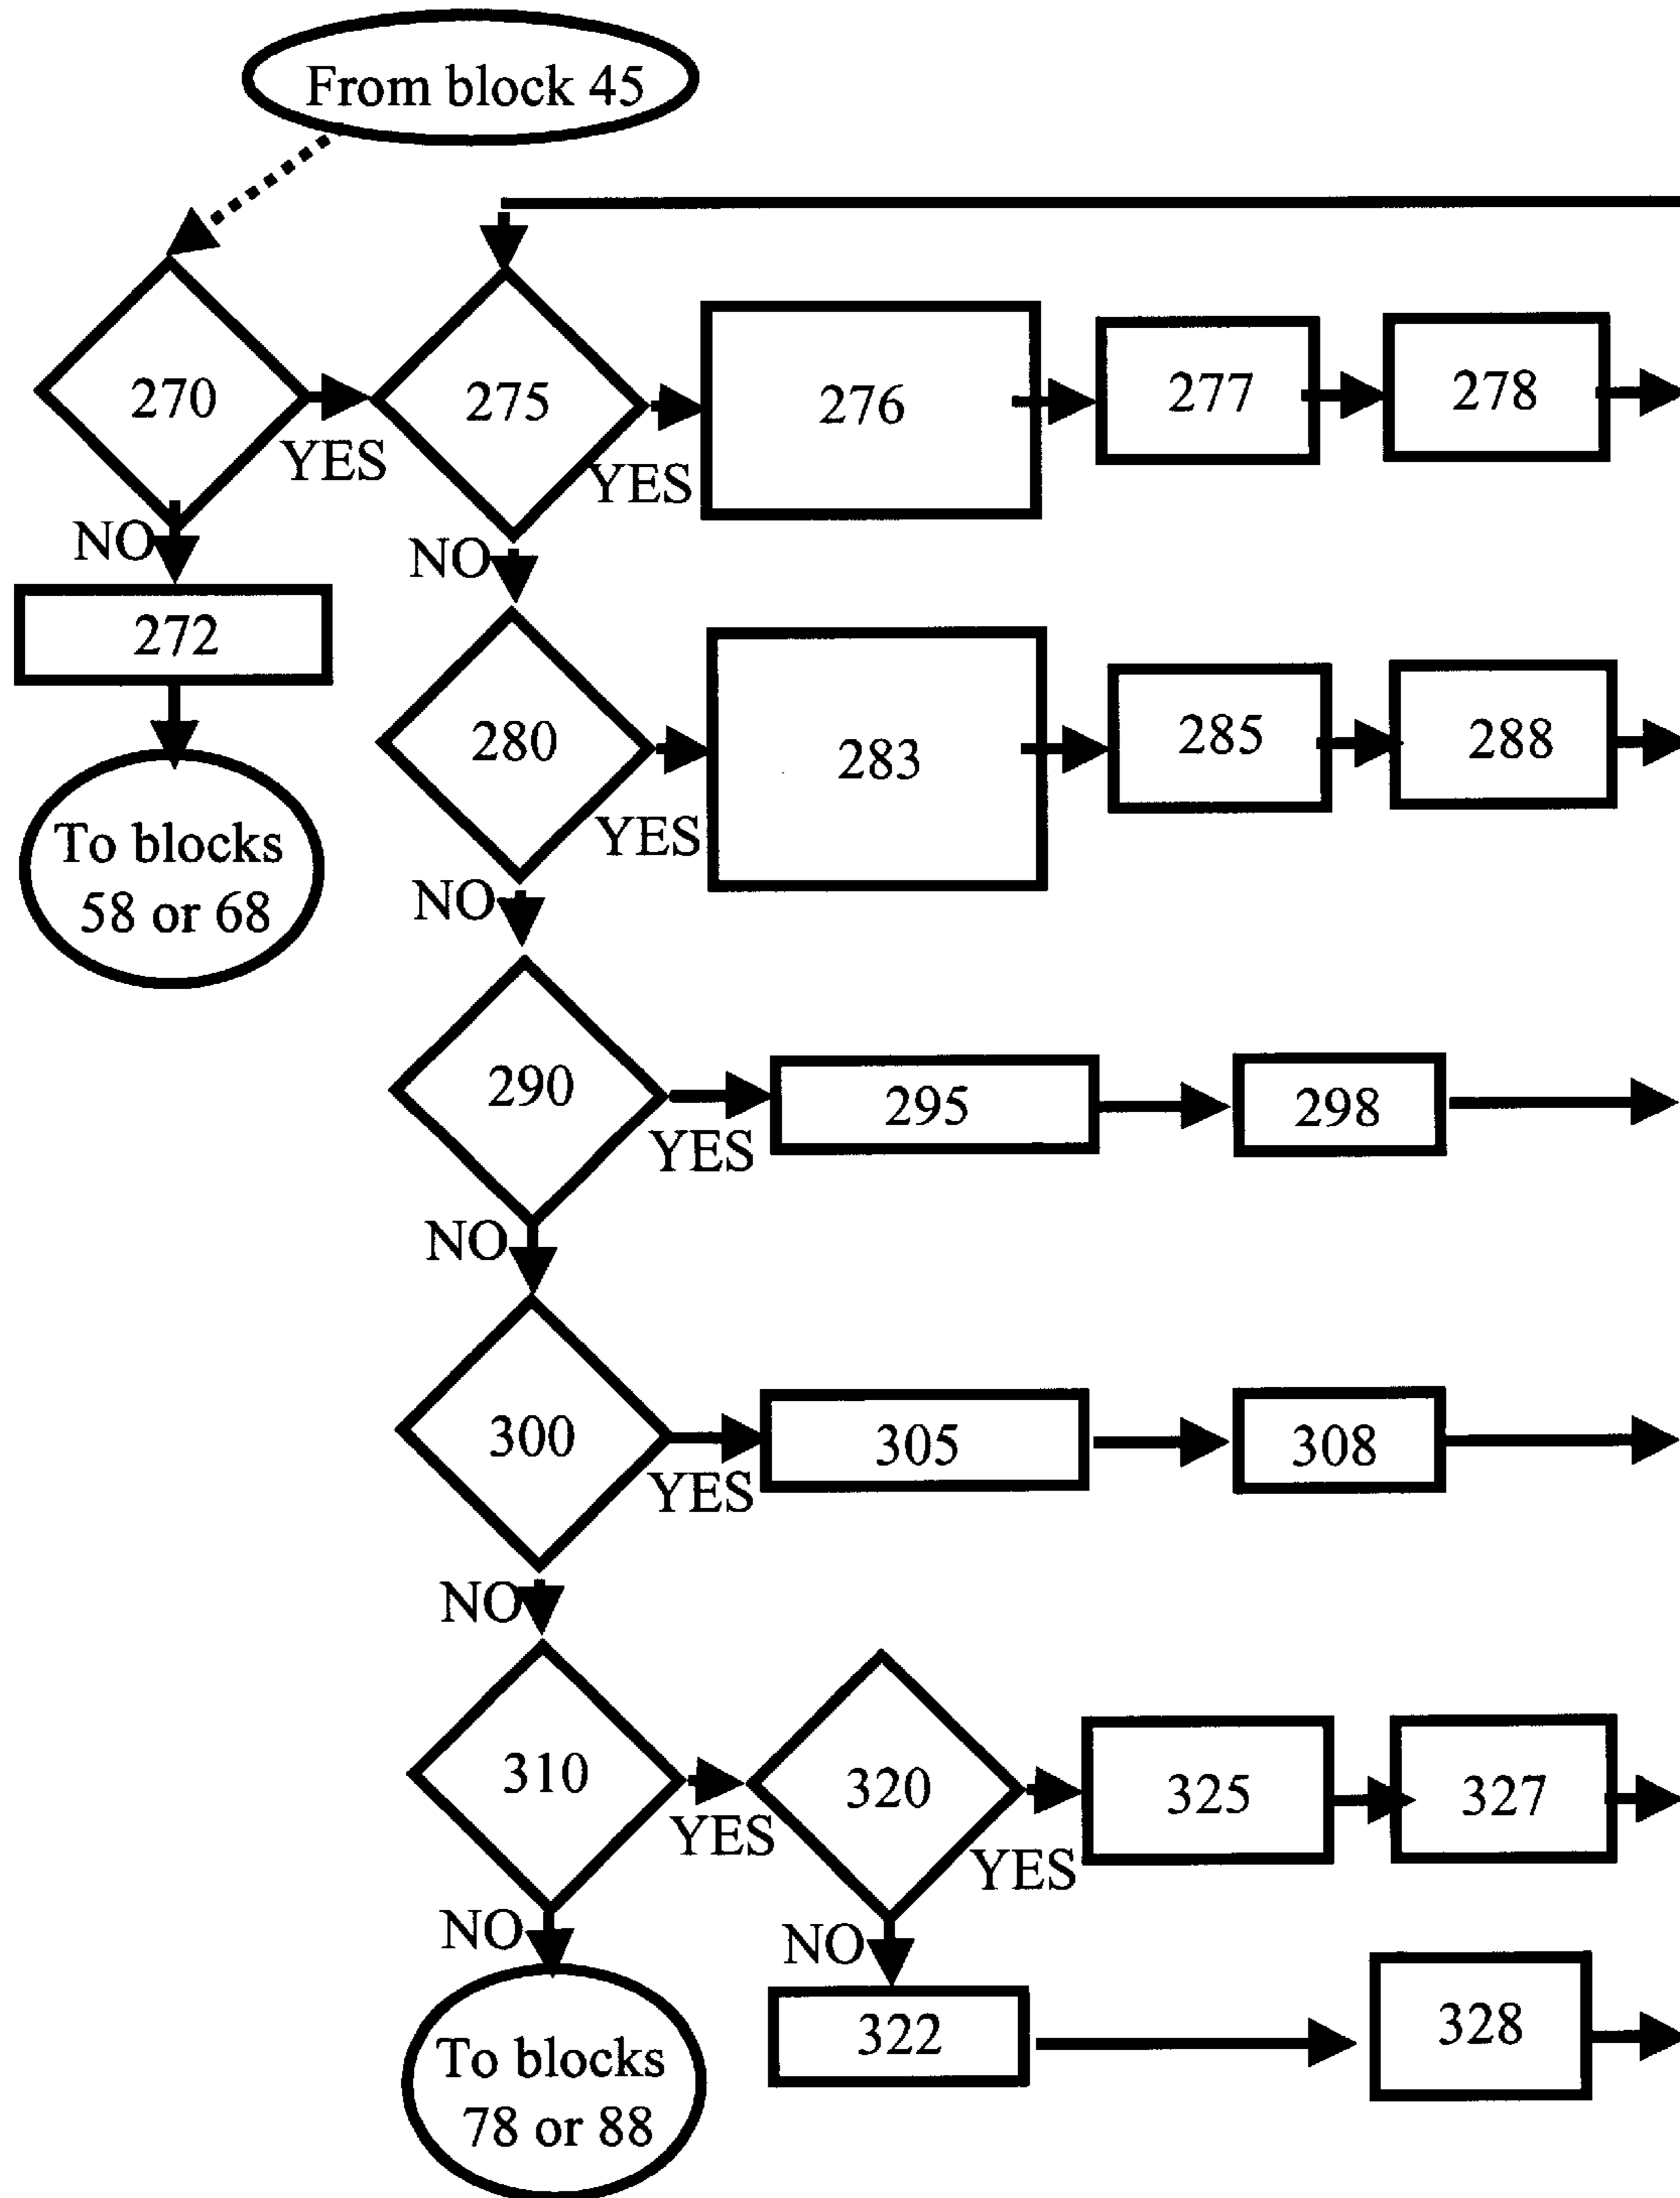 From block 45
270
YES
275
YES
276
277
278
NO
272
NO
To blocks
58 or 68
280
YES
283
285
288
NO
290
YES
295
298
NO
300
YES
305
308
NO
310
YES
320
YES
325
327
NO
To blocks
78 or 88
NO
322
328